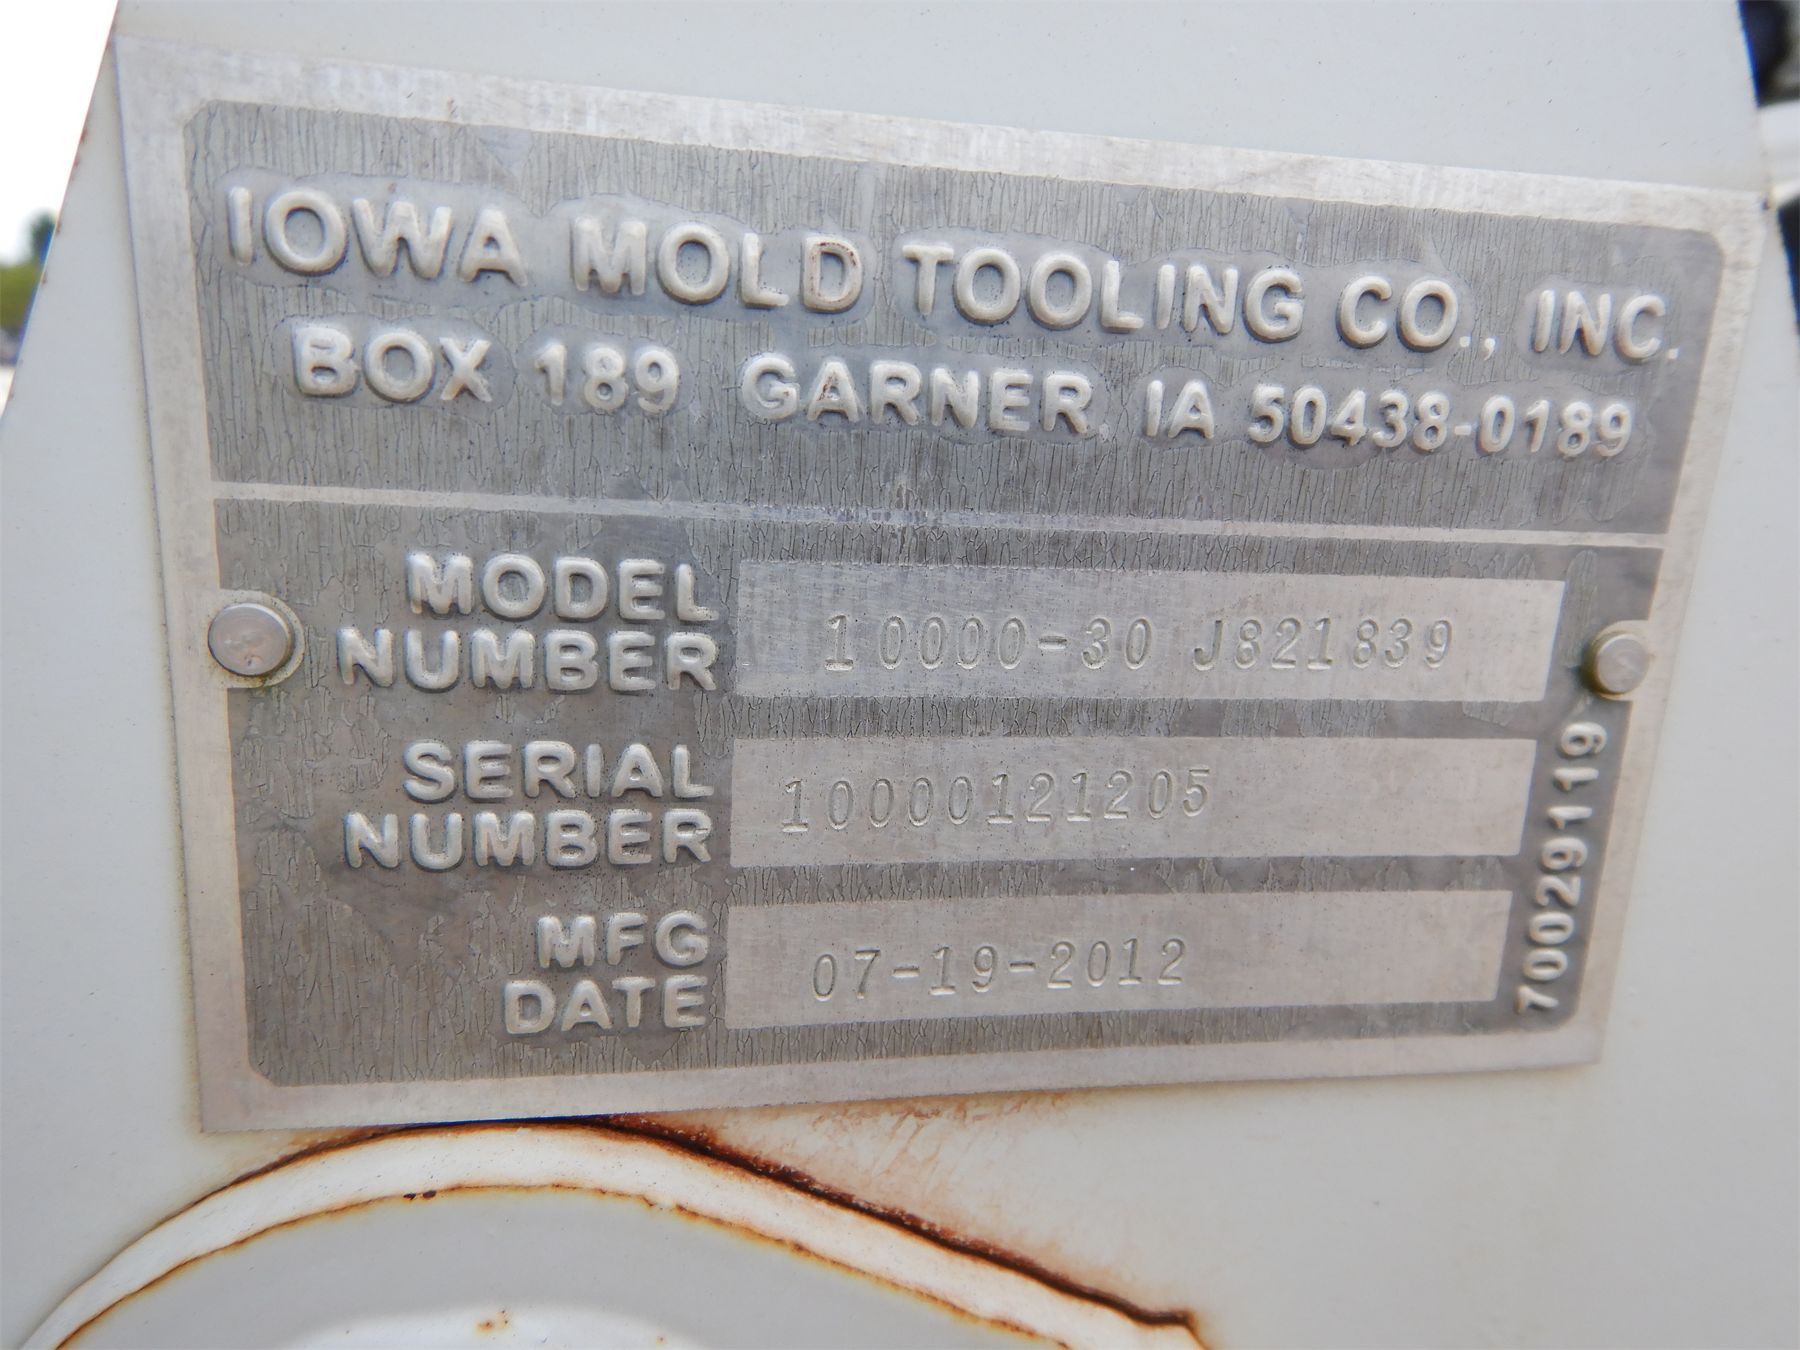 IOWA MOLD TOOLING CO., INC.
BOX 189 GARNER, IA 50438-0189
MODEL NUMBER 10000-30 J821839
SERIAL NUMBER 10000121205
MFG DATE 07-19-2012
70029119